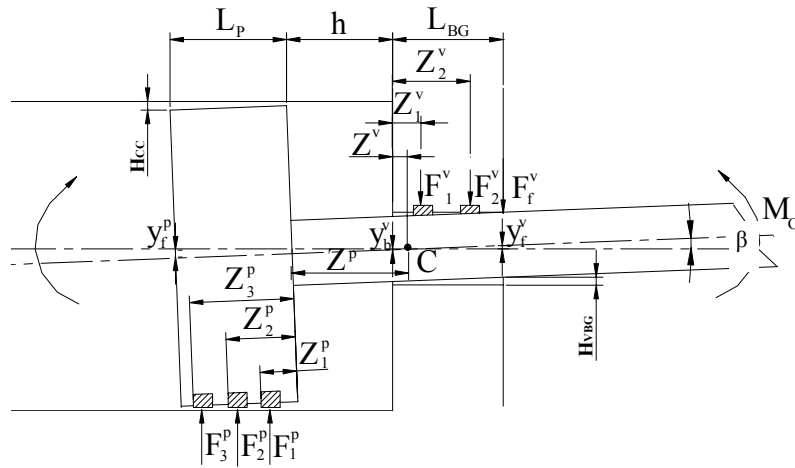 L_P h L_BG
Z_2^v
Z_1^v
Z^v
H_CC
F_1^v F_2^v F_f^v
M_C
y_f^p y_b^v y_f^v
β
Z^p C
Z_3^p
Z_2^p
H_VBG
Z_1^p
F_3^p F_2^p F_1^p